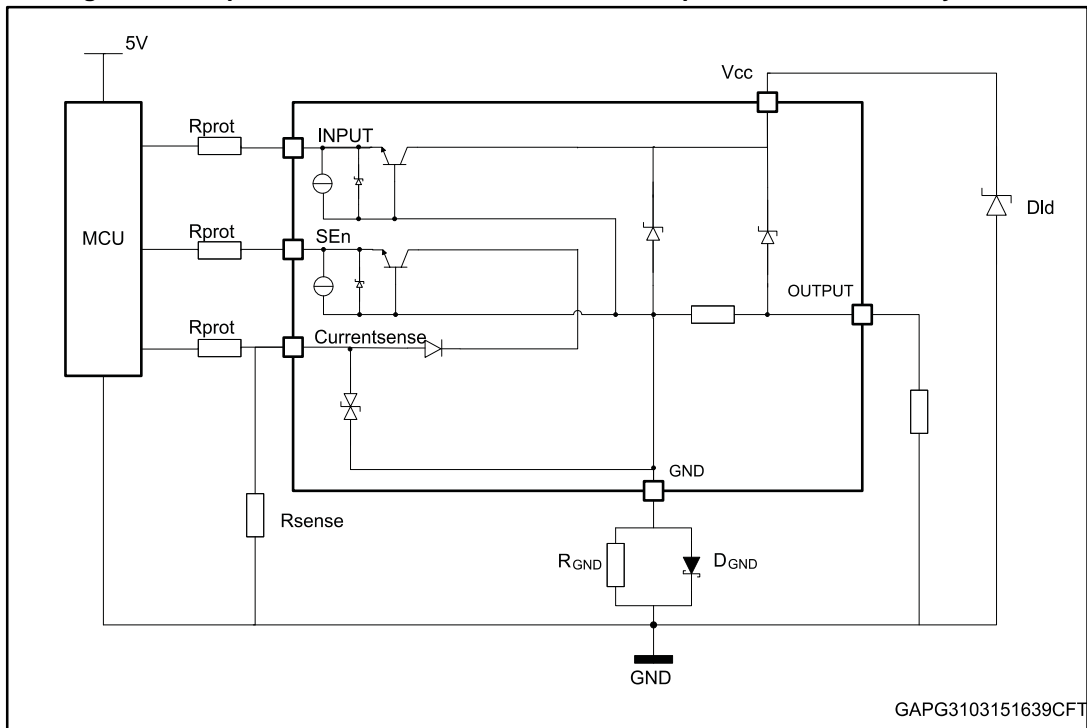 5V
Vcc
Rprot
INPUT
Dld
MCU
Rprot
SEn
OUTPUT
Rprot
Currentsense
GND
Rsense
RGND
DGND
GND
GAPG3103151639CFT